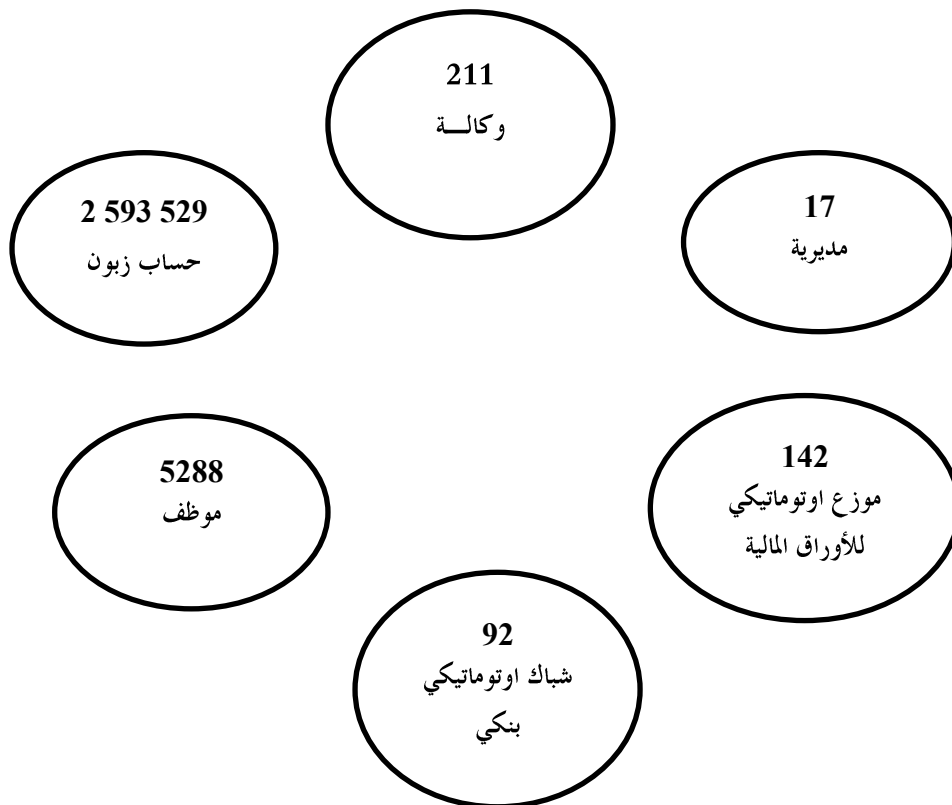 211
وكالـــة
17
مديرية
2 593 529
حساب زبون
142
موزع اوتوماتيكي
للأوراق المالية
5288
موظف
92
شباك اوتوماتيكي
بنكي